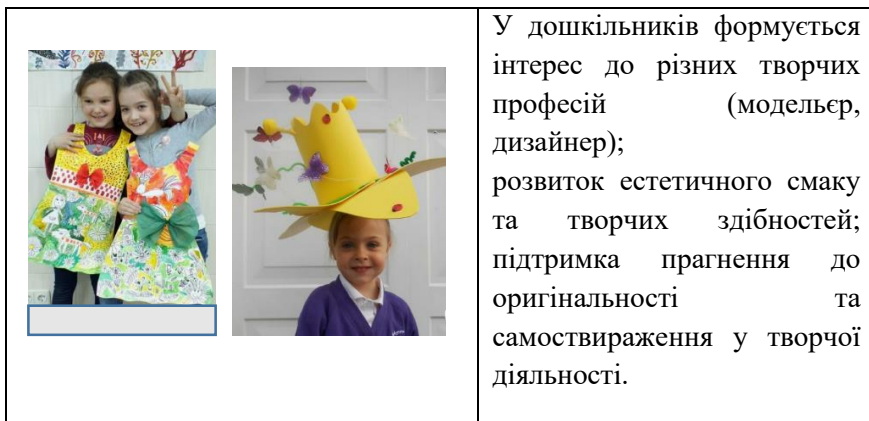 У дошкільників формується
інтерес до різних творчих
професій (модельєр,
дизайнер);
розвиток естетичного смаку
та творчих здібностей;
підтримка прагнення до
оригінальності та
самоствираження у творчої
діяльності.